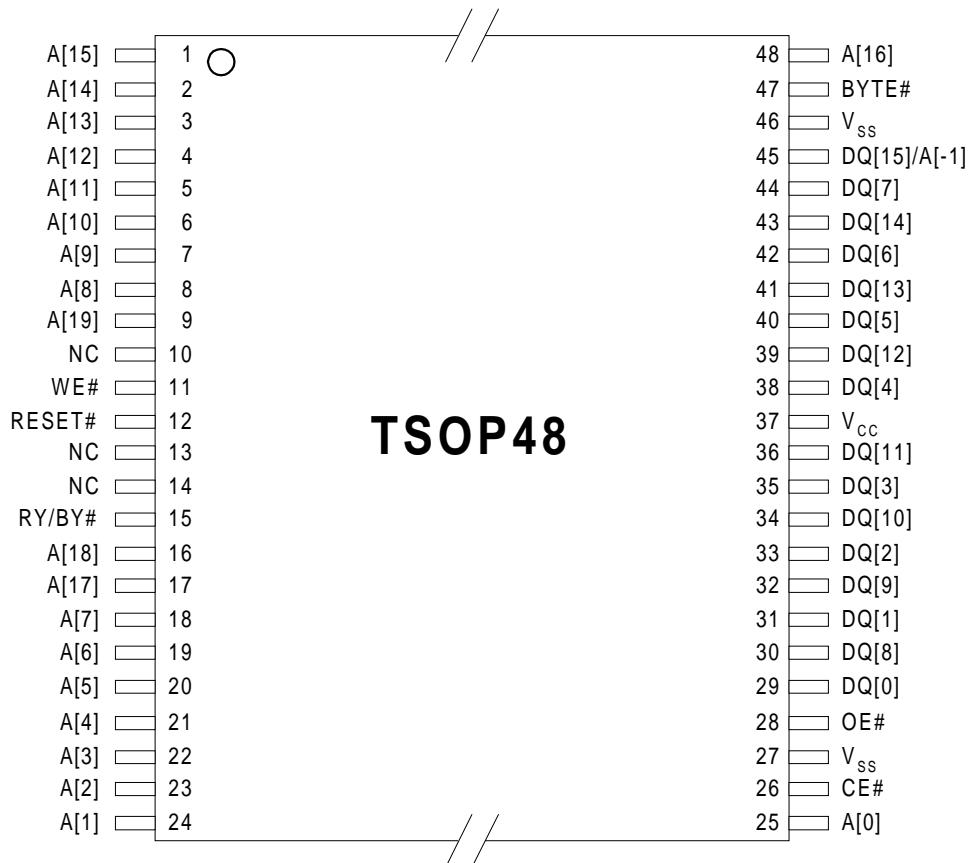 A[15] 1 48 A[16]
A[14] 2 47 BYTE#
A[13] 3 46 VSS
A[12] 4 45 DQ[15]/A[-1]
A[11] 5 44 DQ[7]
A[10] 6 43 DQ[14]
A[9] 7 42 DQ[6]
A[8] 8 41 DQ[13]
A[19] 9 40 DQ[5]
NC 10 39 DQ[12]
WE# 11 38 DQ[4]
RESET# 12 37 VCC
TSOP48
NC 13 36 DQ[11]
NC 14 35 DQ[3]
RY/BY# 15 34 DQ[10]
A[18] 16 33 DQ[2]
A[17] 17 32 DQ[9]
A[7] 18 31 DQ[1]
A[6] 19 30 DQ[8]
A[5] 20 29 DQ[0]
A[4] 21 28 OE#
A[3] 22 27 VSS
A[2] 23 26 CE#
A[1] 24 25 A[0]